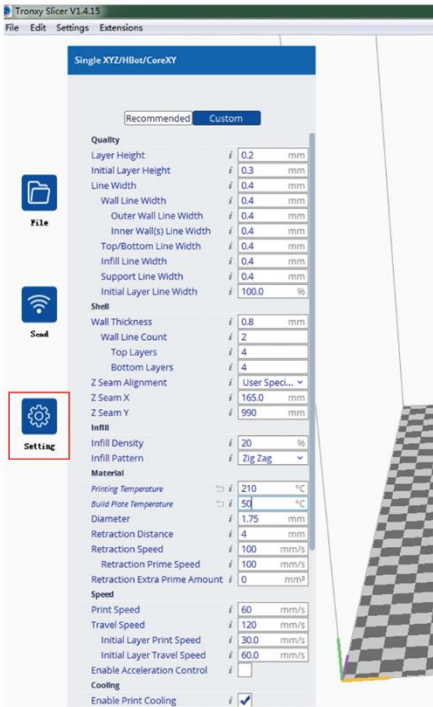 Tronxy Slicer V1.4.15
File Edit Settings Extensions
Single XYZ/HBot/CoreXY
Recommended Custom
Quality
Layer Height i 0.2 mm
Initial Layer Height i 0.3 mm
Line Width i 0.4 mm
Wall Line Width i 0.4 mm
Outer Wall Line Width i 0.4 mm
Inner Wall(s) Line Width i 0.4 mm
Top/Bottom Line Width i 0.4 mm
Infill Line Width i 0.4 mm
Support Line Width i 0.4 mm
Initial Layer Line Width i 100.0 %
Shell
Wall Thickness i 0.8 mm
Wall Line Count i 2
Top Layers i 4
Bottom Layers i 4
Z Seam Alignment i User Speci...
Z Seam X i 165.0 mm
Z Seam Y i 990 mm
Infill
Infill Density i 20 %
Infill Pattern i Zig Zag
Material
Printing Temperature i 210 °C
Build Plate Temperature i 50 °C
Diameter i 1.75 mm
Retraction Distance i 4 mm
Retraction Speed i 100 mm/s
Retraction Prime Speed i 100 mm/s
Retraction Extra Prime Amount i 0 mm³
Speed
Print Speed i 60 mm/s
Travel Speed i 120 mm/s
Initial Layer Print Speed i 30.0 mm/s
Initial Layer Travel Speed i 60.0 mm/s
Enable Acceleration Control i
Cooling
Enable Print Cooling i
File
Send
Setting